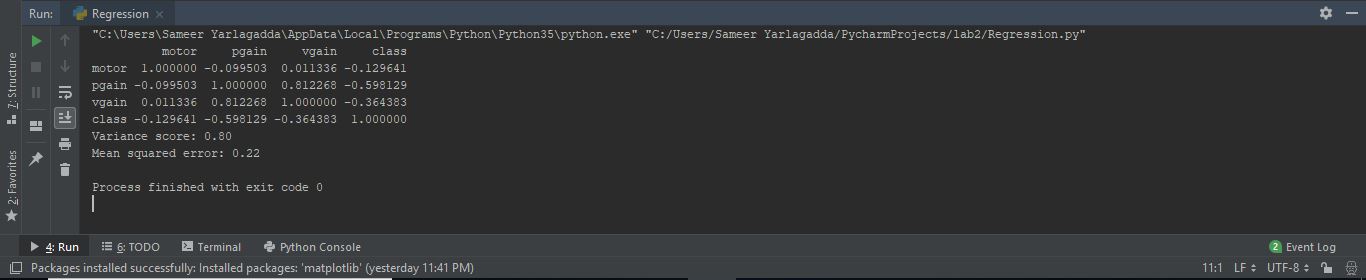 Run: Regression ×
"C:\Users\Sameer Yarlagadda\AppData\Local\Programs\Python\Python35\python.exe" "C:/Users/Sameer Yarlagadda/PycharmProjects/lab2/Regression.py"
motor pgain vgain class
motor 1.000000 -0.099503 0.011336 -0.129641
pgain -0.099503 1.000000 0.812268 -0.598129
vgain 0.011336 0.812268 1.000000 -0.364383
class -0.129641 -0.598129 -0.364383 1.000000
Variance score: 0.80
Mean squared error: 0.22
Process finished with exit code 0
7: Structure
2: Favorites
4: Run 6: TODO Terminal Python Console 2 Event Log
Packages installed successfully: Installed packages: 'matplotlib' (yesterday 11:41 PM) 11:1 LF UTF-8